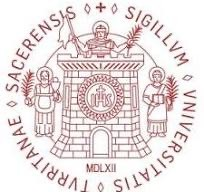 SIGILLVM ◊ VNIVERSITATIS ◊ TVRRITANAE ◊ SACERENSIS
IHS
MDLXII